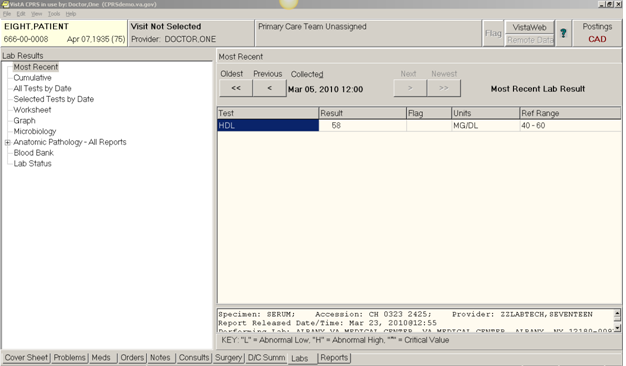 VistA CPRS in use by: Doctor,One (CPRSdemo.va.gov)
File Edit View Tools Help
EIGHT,PATIENT
666-00-0008 Apr 07,1935 (75)
Visit Not Selected
Provider: DOCTOR,ONE
Primary Care Team Unassigned
Flag
VistaWeb
Remote Data
?
Postings
CAD
Lab Results
Most Recent
Cumulative
All Tests by Date
Selected Tests by Date
Worksheet
Graph
Microbiology
Anatomic Pathology - All Reports
Blood Bank
Lab Status
Most Recent
Oldest Previous Collected Next Newest
<< < Mar 05, 2010 12:00 > >> Most Recent Lab Result
Test Result Flag Units Ref Range
HDL 58 MG/DL 40 - 60
Specimen: SERUM; Accession: CH 0323 2425; Provider: ZZLABTECH,SEVENTEEN
Report Released Date/Time: Mar 23, 2010@12:55
Performing Lab: ALBANY VA MEDICAL CENTER, VA MEDICAL CENTER, ALBANY, NY
KEY: "L" = Abnormal Low, "H" = Abnormal High, "*" = Critical Value
Cover Sheet Problems Meds Orders Notes Consults Surgery D/C Summ Labs Reports